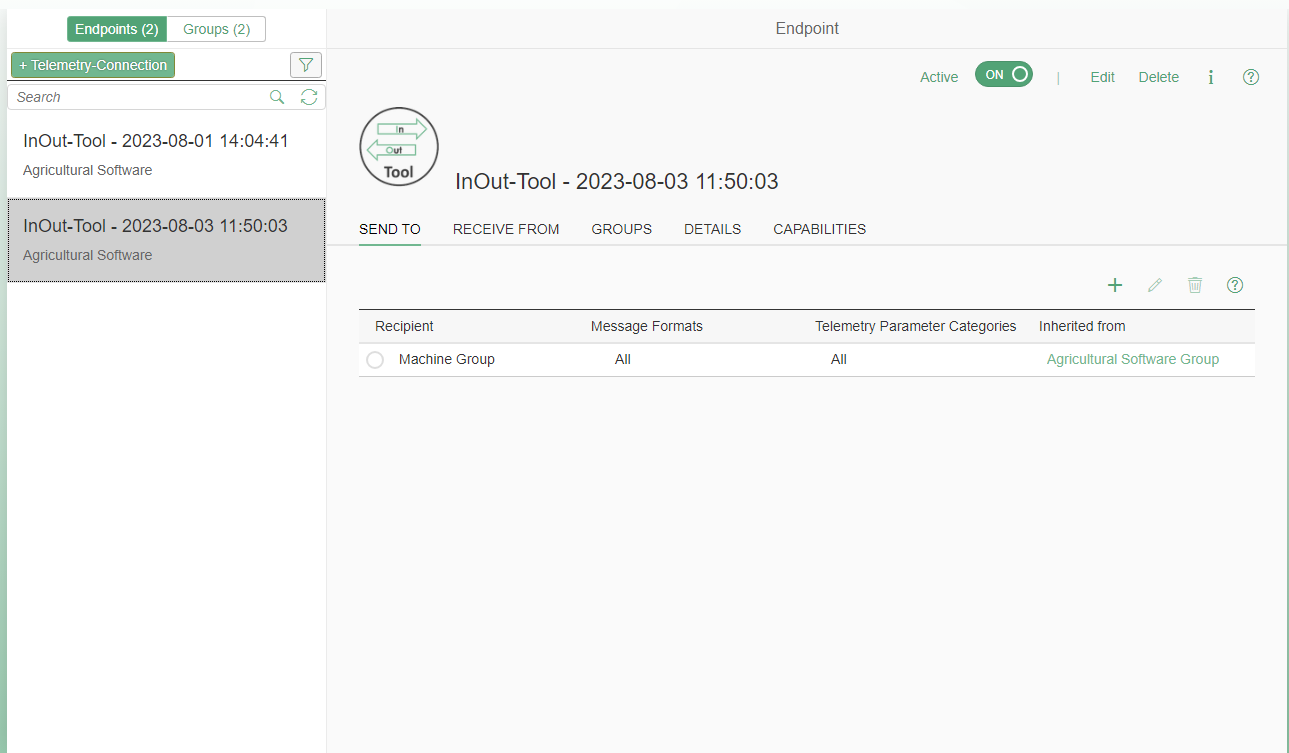 Endpoints (2) Groups (2)
+ Telemetry-Connection
Search
InOut-Tool - 2023-08-01 14:04:41
Agricultural Software
InOut-Tool - 2023-08-03 11:50:03
Agricultural Software
Endpoint
Active ON | Edit Delete i ?
In
Out
Tool
InOut-Tool - 2023-08-03 11:50:03
SEND TO RECEIVE FROM GROUPS DETAILS CAPABILITIES
+ ?
Recipient Message Formats Telemetry Parameter Categories Inherited from
Machine Group All All Agricultural Software Group